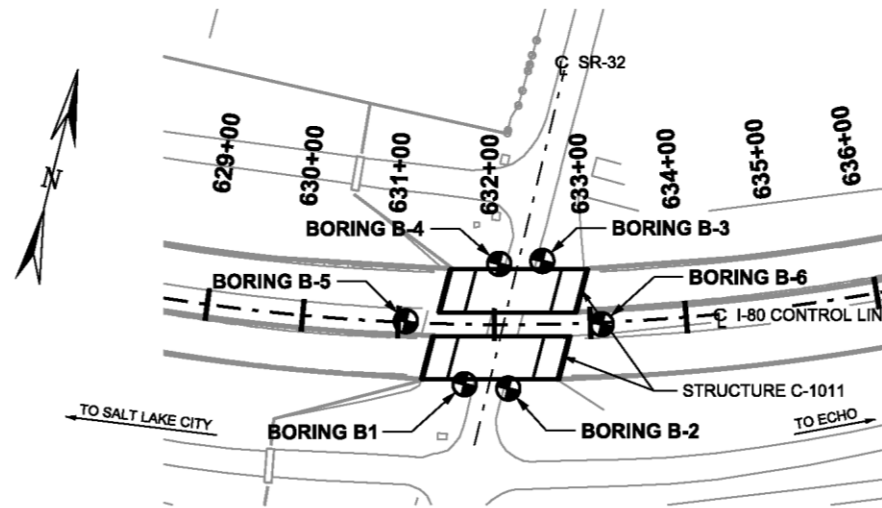 ℄ SR-32
N
629+00
630+00
631+00
632+00
633+00
634+00
635+00
636+00
BORING B-4
BORING B-3
BORING B-5
BORING B-6
℄ I-80 CONTROL LIN
STRUCTURE C-1011
TO SALT LAKE CITY
BORING B1
BORING B-2
TO ECHO